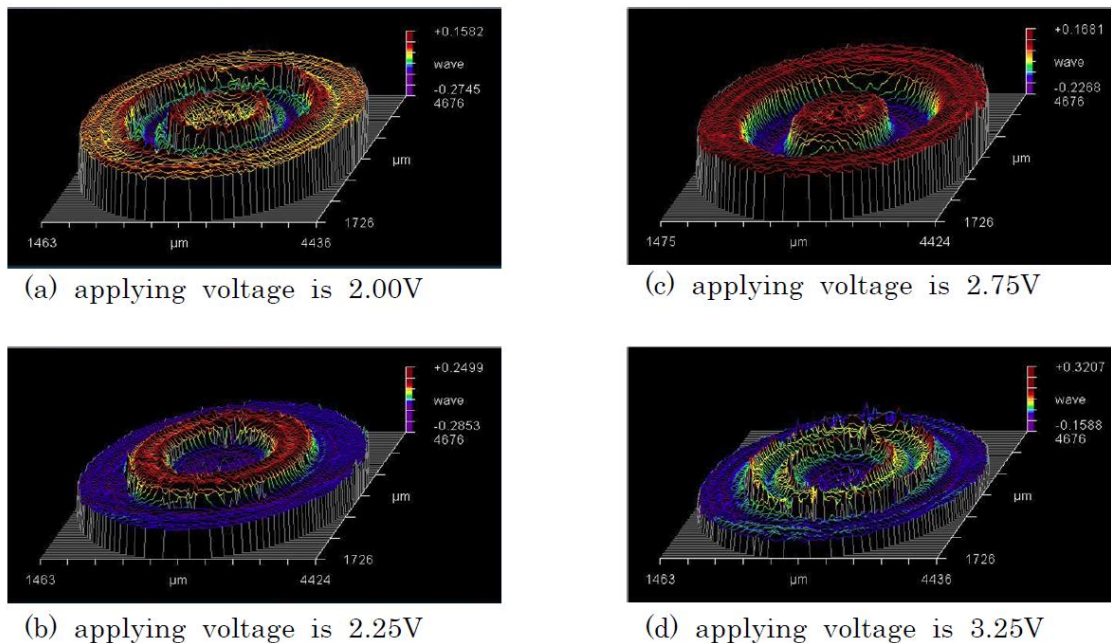 +0.1582
wave
-0.2745
4676
µm
1726
1463
µm
4436
(a) applying voltage is 2.00V
+0.1681
wave
-0.2268
4676
µm
1726
1475
µm
4424
(c) applying voltage is 2.75V
+0.2499
wave
-0.2853
4676
µm
1726
1463
µm
4424
(b) applying voltage is 2.25V
+0.3207
wave
-0.1588
4676
µm
1726
1463
µm
4436
(d) applying voltage is 3.25V